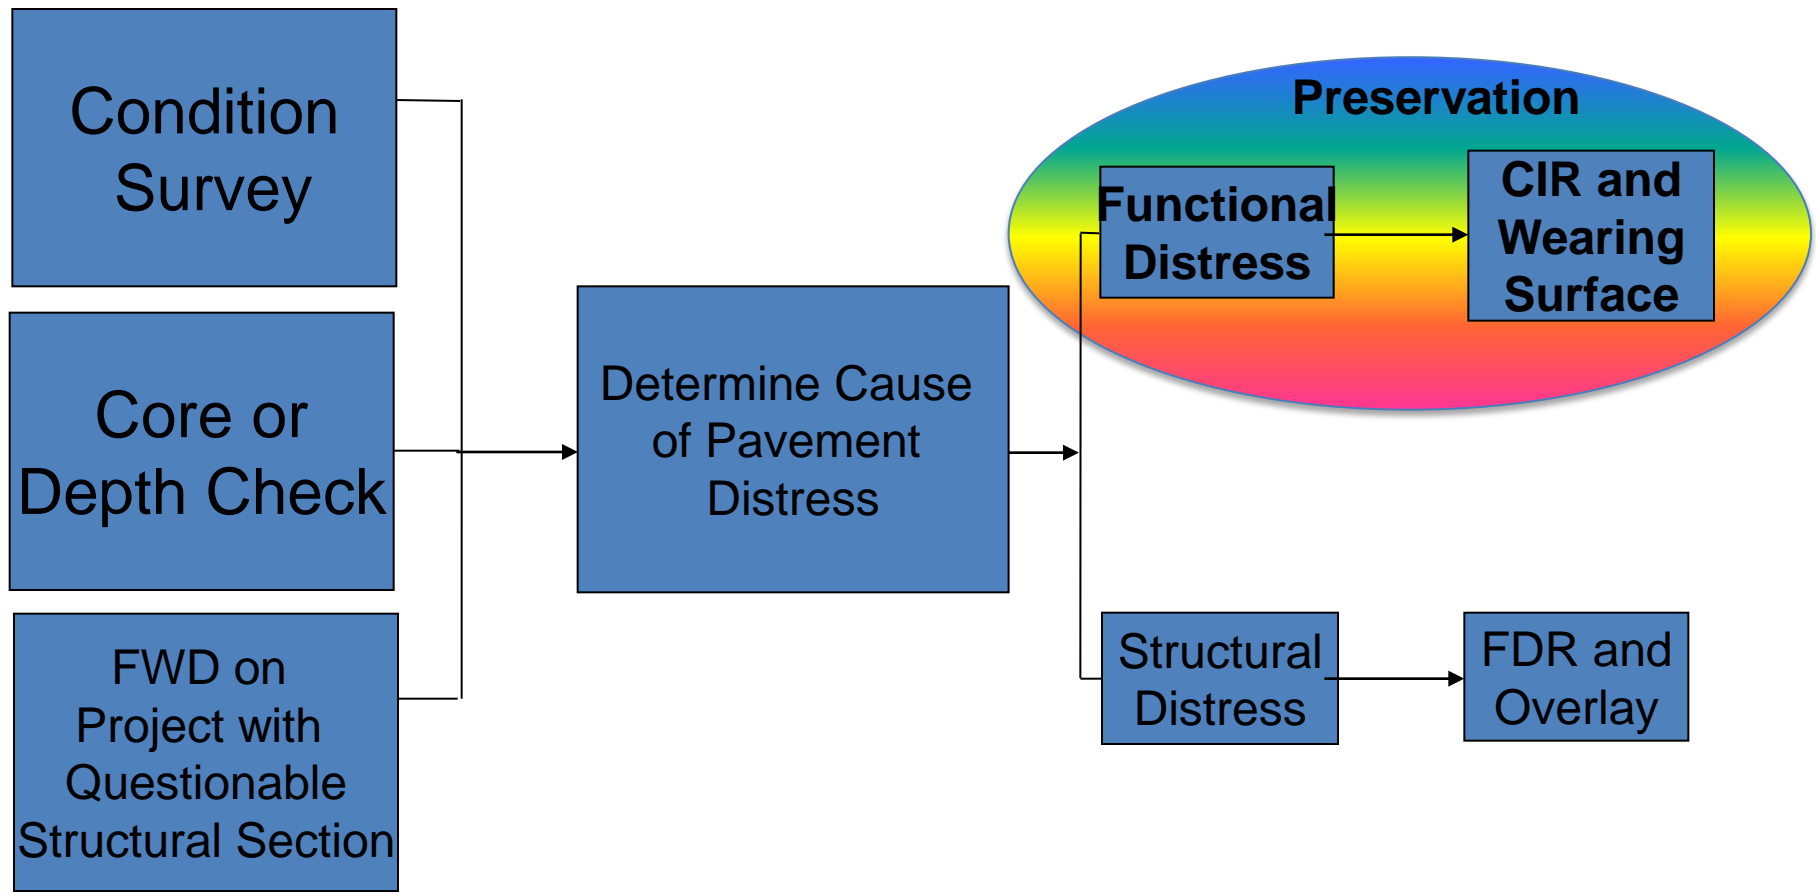 Condition
Survey
Core or
Depth Check
FWD on
Project with
Questionable
Structural Section
Determine Cause
of Pavement
Distress
Preservation
Functional
Distress
CIR and
Wearing
Surface
Structural
Distress
FDR and
Overlay